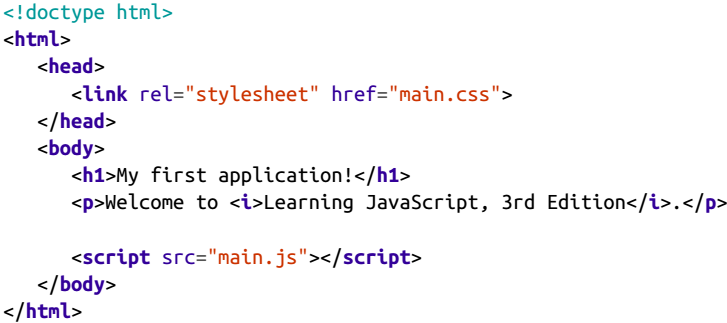 <!doctype html>
<html>
<head>
<link rel="stylesheet" href="main.css">
</head>
<body>
<h1>My first application!</h1>
<p>Welcome to <i>Learning JavaScript, 3rd Edition</i>.</p>
<script src="main.js"></script>
</body>
</html>